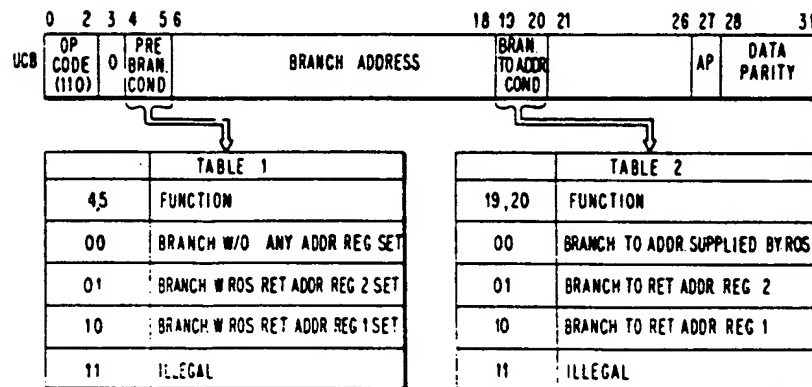 0 2 3 4 5 6 18 19 20 21 26 27 28 31
UCB OP CODE (110) 0 PRE BRAN. COND BRANCH ADDRESS BRAN. TO ADDR COND AP DATA PARITY
TABLE 1
4,5 FUNCTION
00 BRANCH W/O ANY ADDR REG SET
01 BRANCH W ROS RET ADDR REG 2 SET
10 BRANCH W ROS RET ADDR REG 1 SET
11 ILLEGAL
TABLE 2
19,20 FUNCTION
00 BRANCH TO ADDR. SUPPLIED BY ROS
01 BRANCH TO RET ADDR REG 2
10 BRANCH TO RET ADDR REG 1
11 ILLEGAL